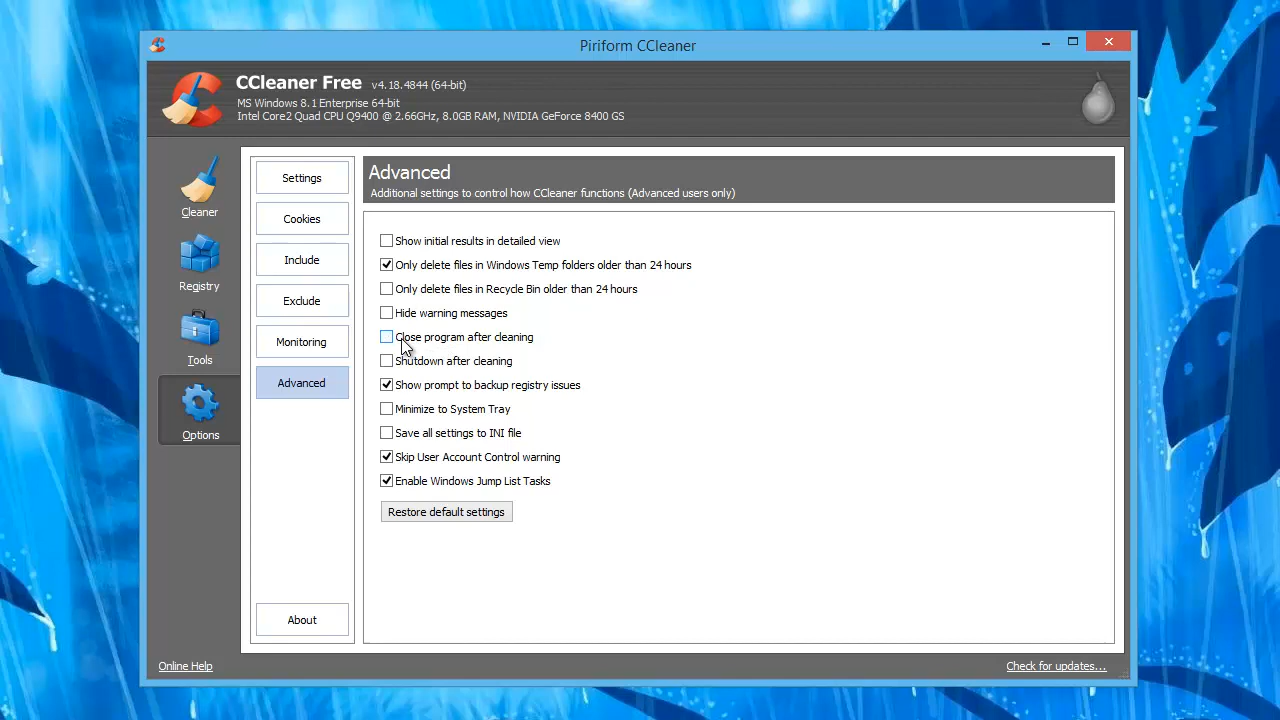 Piriform CCleaner
CCleaner Free v4.18.4844 (64-bit)
MS Windows 8.1 Enterprise 64-bit
Intel Core2 Quad CPU Q9400 @ 2.66GHz, 8.0GB RAM, NVIDIA GeForce 8400 GS
Cleaner
Registry
Tools
Options
Settings
Cookies
Include
Exclude
Monitoring
Advanced
About
Advanced
Additional settings to control how CCleaner functions (Advanced users only)
Show initial results in detailed view
Only delete files in Windows Temp folders older than 24 hours
Only delete files in Recycle Bin older than 24 hours
Hide warning messages
Close program after cleaning
Shutdown after cleaning
Show prompt to backup registry issues
Minimize to System Tray
Save all settings to INI file
Skip User Account Control warning
Enable Windows Jump List Tasks
Restore default settings
Online Help
Check for updates...